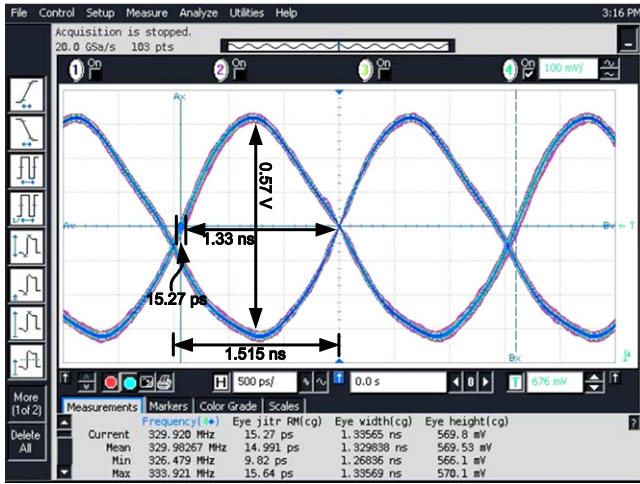 File Control Setup Measure Analyze Utilities Help 3:16 PM
Acquisition is stopped.
20.0 GSa/s 103 pts
1 On 2 On 3 On 4 On 100 mV/
Ax
0.57 V
Ay By T
1.33 ns
15.27 ps
1.515 ns
Bx
More
(1of 2)
Delete
All
H 500 ps/ 0.0 s 0 T 676 mV
Measurements Markers Color Grade Scales
Frequency(4) Eye jitr RM(cg) Eye width(cg) Eye height(cg) ?
Current 329.920 MHz 15.27 ps 1.33565 ns 569.8 mV
Mean 329.98267 MHz 14.991 ps 1.329838 ns 569.53 mV
Min 326.479 MHz 9.82 ps 1.26836 ns 566.1 mV
Max 333.921 MHz 15.64 ps 1.33569 ns 570.1 mV